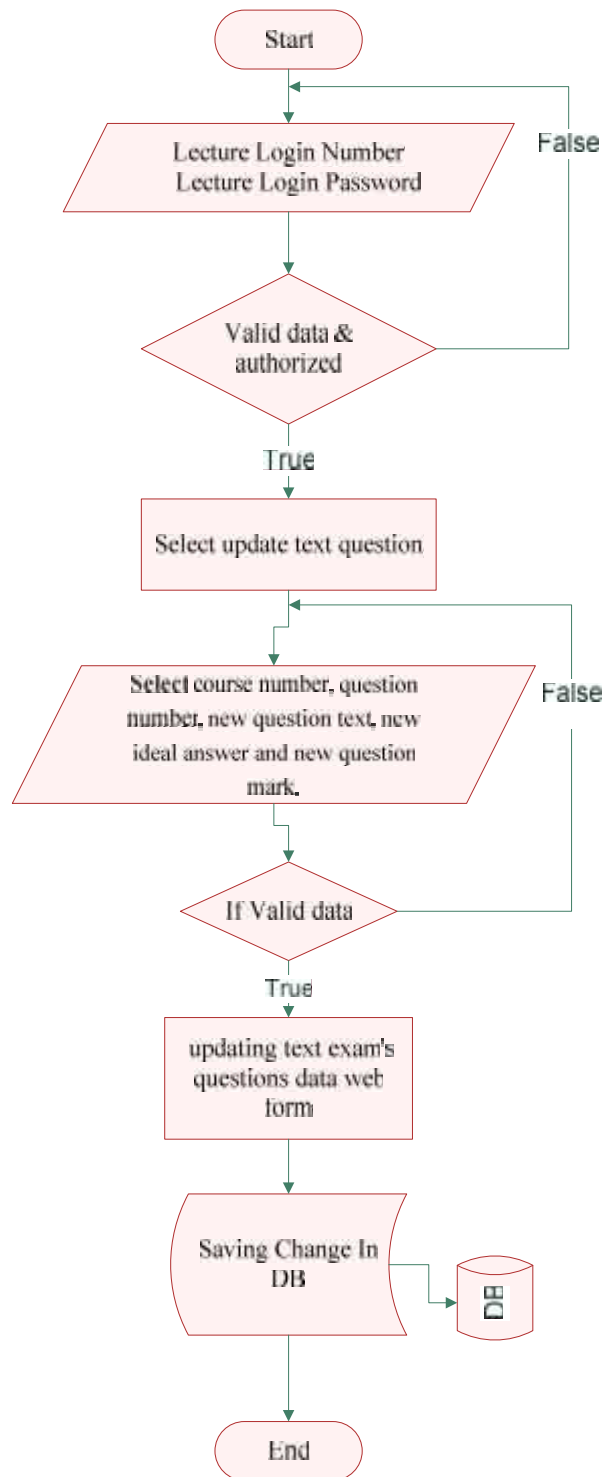 Start
False
Lecture Login Number
Lecture Login Password
Valid data &
authorized
True
Select update text question
Select course number, question
number, new question text, new
ideal answer and new question
mark.
False
If Valid data
True
updating text exam's
questions data web
form
Saving Change In
DB
DB
End